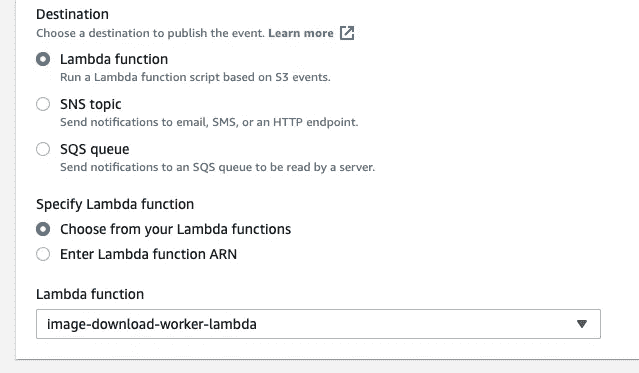 Destination
Choose a destination to publish the event. Learn more
Lambda function
Run a Lambda function script based on S3 events.
SNS topic
Send notifications to email, SMS, or an HTTP endpoint.
SQS queue
Send notifications to an SQS queue to be read by a server.
Specify Lambda function
Choose from your Lambda functions
Enter Lambda function ARN
Lambda function
image-download-worker-lambda